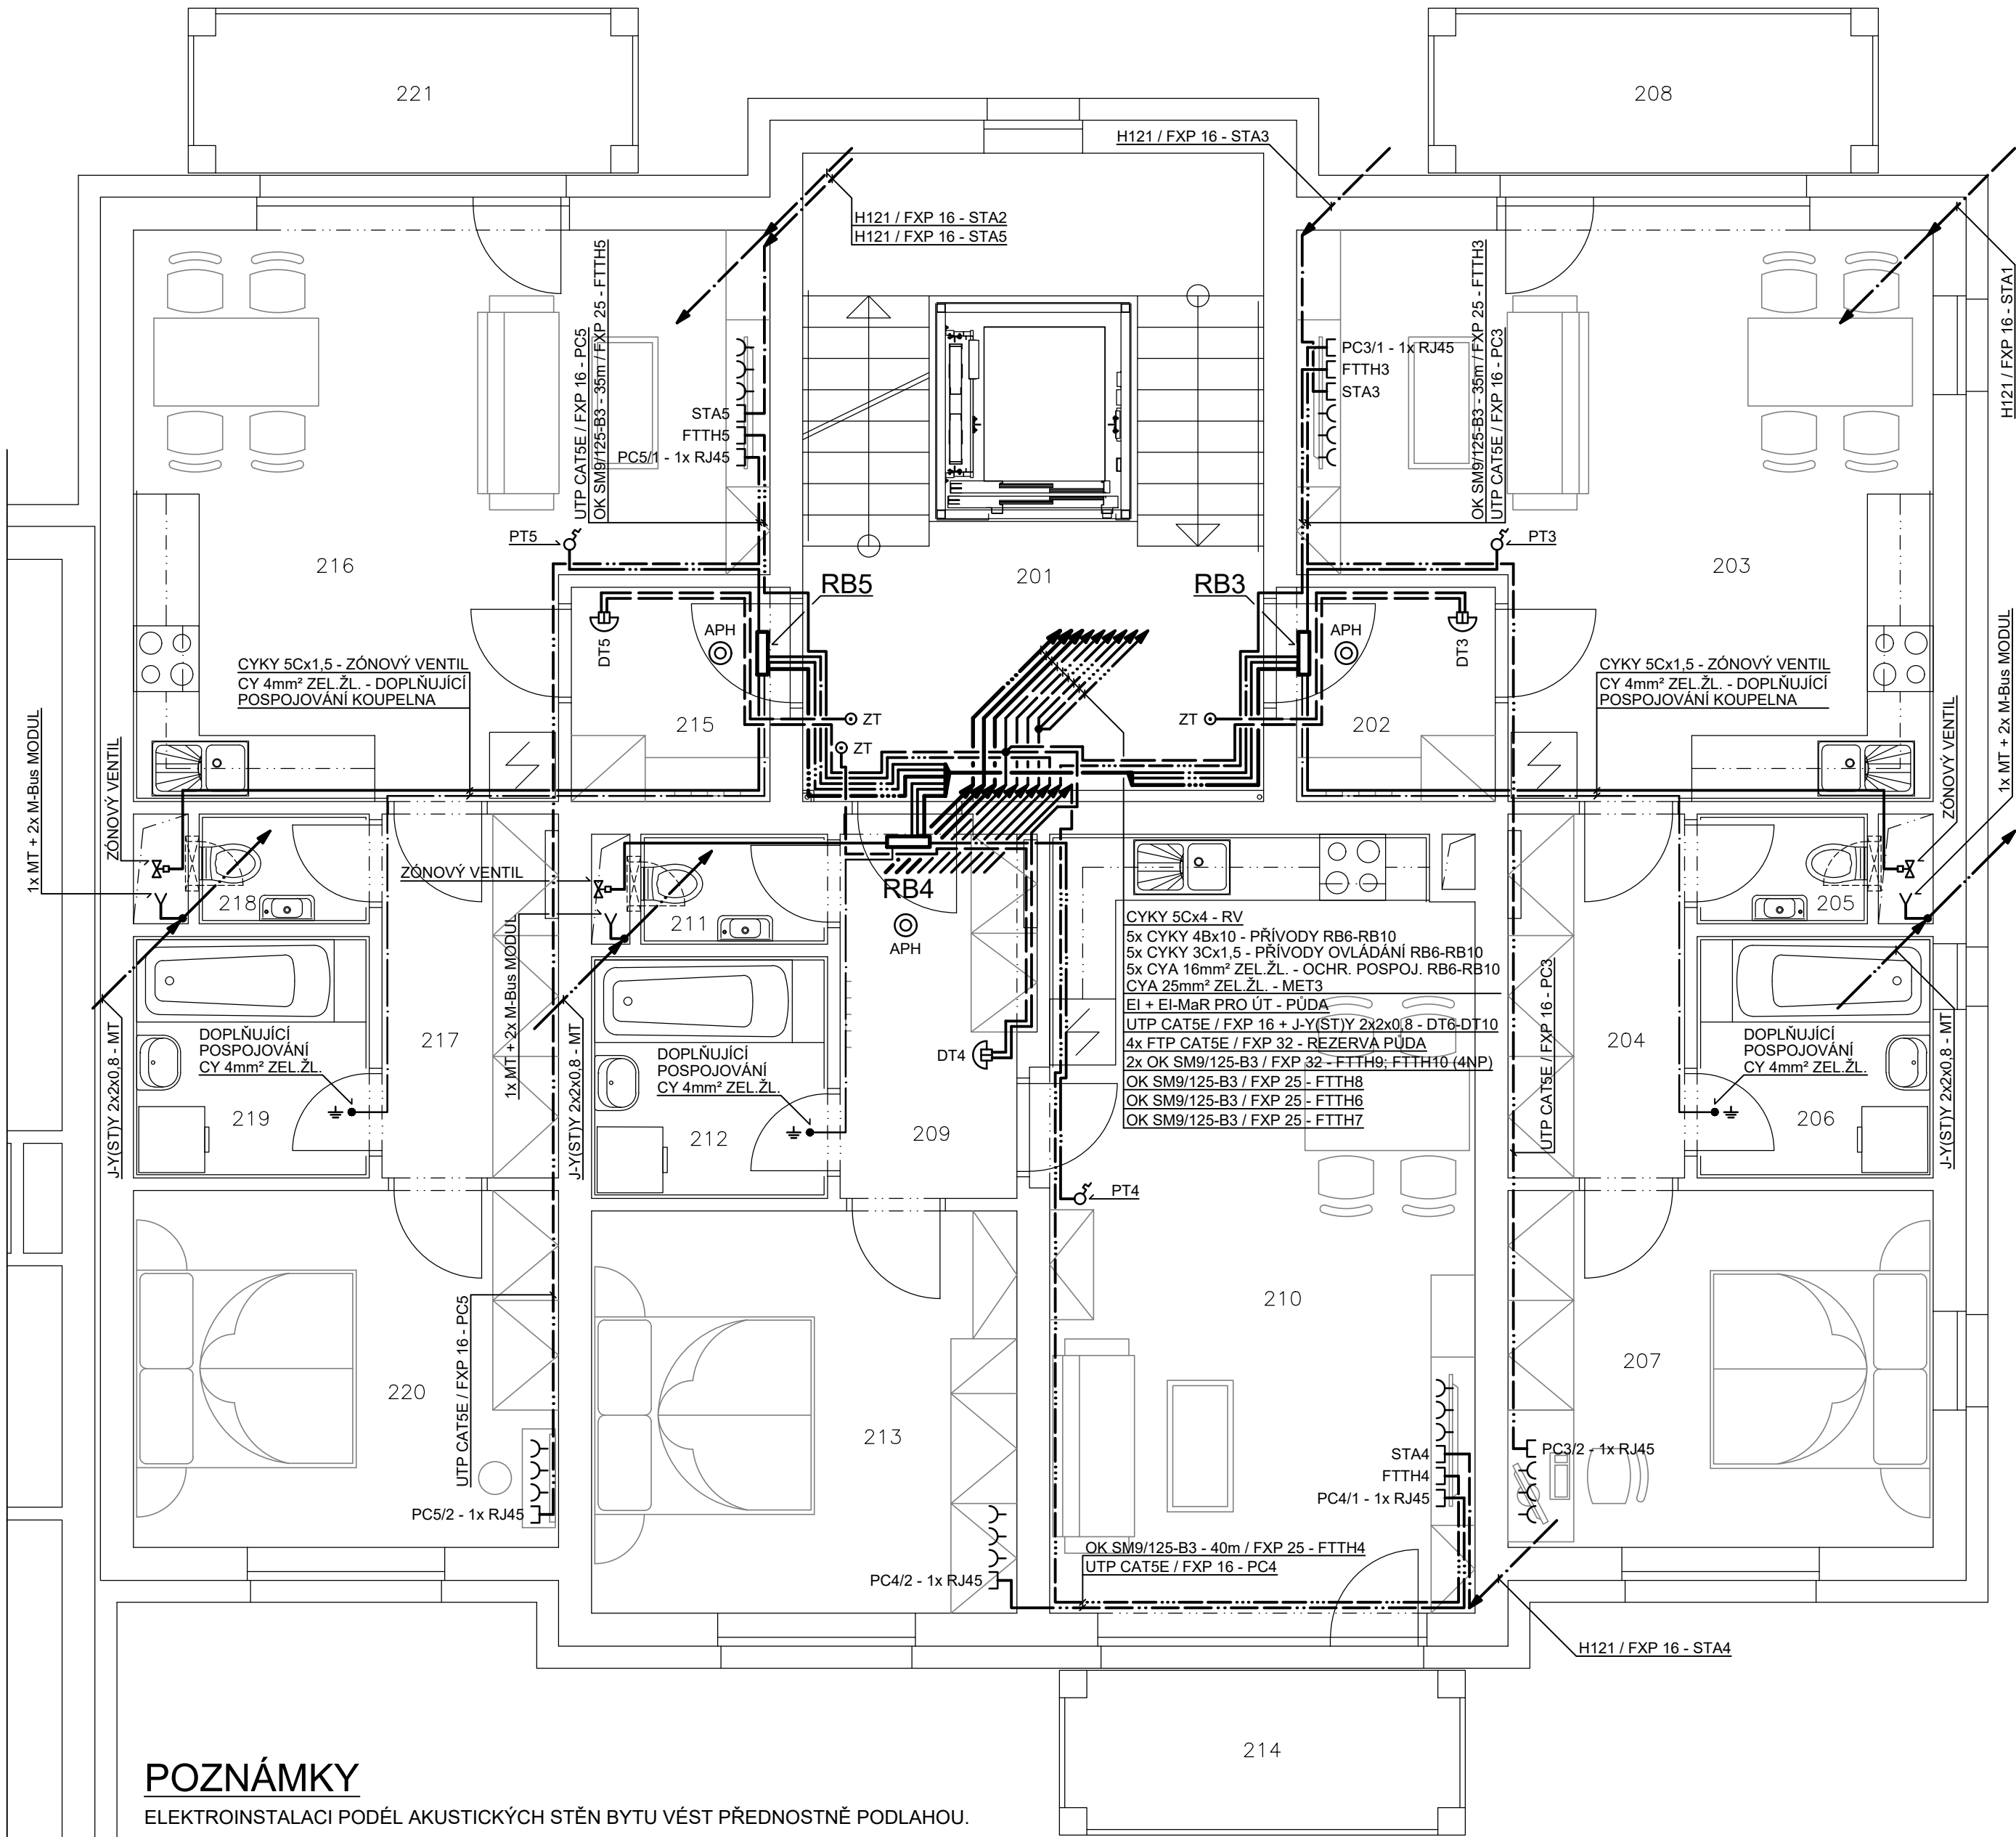 221
208
H121 / FXP 16 - STA3
H121 / FXP 16 - STA2
H121 / FXP 16 - STA5
H121 / FXP 16 - STA1
UTP CAT5E / FXP 16 - PC5
OK SM9/125-B3 - 35m / FXP 25 - FTTH5
OK SM9/125-B3 - 35m / FXP 25 - FTTH3
UTP CAT5E / FXP 16 - PC3
STA5
FTTH5
PC5/1 - 1x RJ45
PC3/1 - 1x RJ45
FTTH3
STA3
PT5
PT3
216
201
203
RB5
RB3
DT5
APH
APH
DT3
CYKY 5Cx1,5 - ZÓNOVÝ VENTIL
CY 4mm² ZEL.ŽL. - DOPLŇUJÍCÍ
POSPOJOVÁNÍ KOUPELNA
CYKY 5Cx1,5 - ZÓNOVÝ VENTIL
CY 4mm² ZEL.ŽL. - DOPLŇUJÍCÍ
POSPOJOVÁNÍ KOUPELNA
215
ZT
ZT
ZT
202
1x MT + 2x M-Bus MODUL
ZÓNOVÝ VENTIL
ZÓNOVÝ VENTIL
1x MT + 2x M-Bus MODUL
ZÓNOVÝ VENTIL
218
211
RB4
APH
205
1x MT + 2x M-Bus MODUL
CYKY 5Cx4 - RV
5x CYKY 4Bx10 - PŘÍVODY RB6-RB10
5x CYKY 3Cx1,5 - PŘÍVODY OVLÁDÁNÍ RB6-RB10
5x CYA 16mm² ZEL.ŽL. - OCHR. POSPOJ. RB6-RB10
CYA 25mm² ZEL.ŽL. - MET3
EI + EI-MaR PRO ÚT - PŮDA
UTP CAT5E / FXP 16 + J-Y(ST)Y 2x2x0,8 - DT6-DT10
4x FTP CAT5E / FXP 32 - REZERVA PŮDA
2x OK SM9/125-B3 / FXP 32 - FTTH9; FTTH10 (4NP)
OK SM9/125-B3 / FXP 25 - FTTH8
OK SM9/125-B3 / FXP 25 - FTTH6
OK SM9/125-B3 / FXP 25 - FTTH7
J-Y(ST)Y 2x2x0,8 - MT
DOPLŇUJÍCÍ
POSPOJOVÁNÍ
CY 4mm² ZEL.ŽL.
217
J-Y(ST)Y 2x2x0,8 - MT
DOPLŇUJÍCÍ
POSPOJOVÁNÍ
CY 4mm² ZEL.ŽL.
DT4
UTP CAT5E / FXP 16 - PC3
204
DOPLŇUJÍCÍ
POSPOJOVÁNÍ
CY 4mm² ZEL.ŽL.
J-Y(ST)Y 2x2x0,8 - MT
219
212
209
206
PT4
210
UTP CAT5E / FXP 16 - PC5
220
213
207
STA4
FTTH4
PC4/1 - 1x RJ45
PC3/2 - 1x RJ45
PC5/2 - 1x RJ45
OK SM9/125-B3 - 40m / FXP 25 - FTTH4
UTP CAT5E / FXP 16 - PC4
PC4/2 - 1x RJ45
H121 / FXP 16 - STA4
214
POZNÁMKY
ELEKTROINSTALACI PODÉL AKUSTICKÝCH STĚN BYTU VÉST PŘEDNOSTNĚ PODLAHOU.